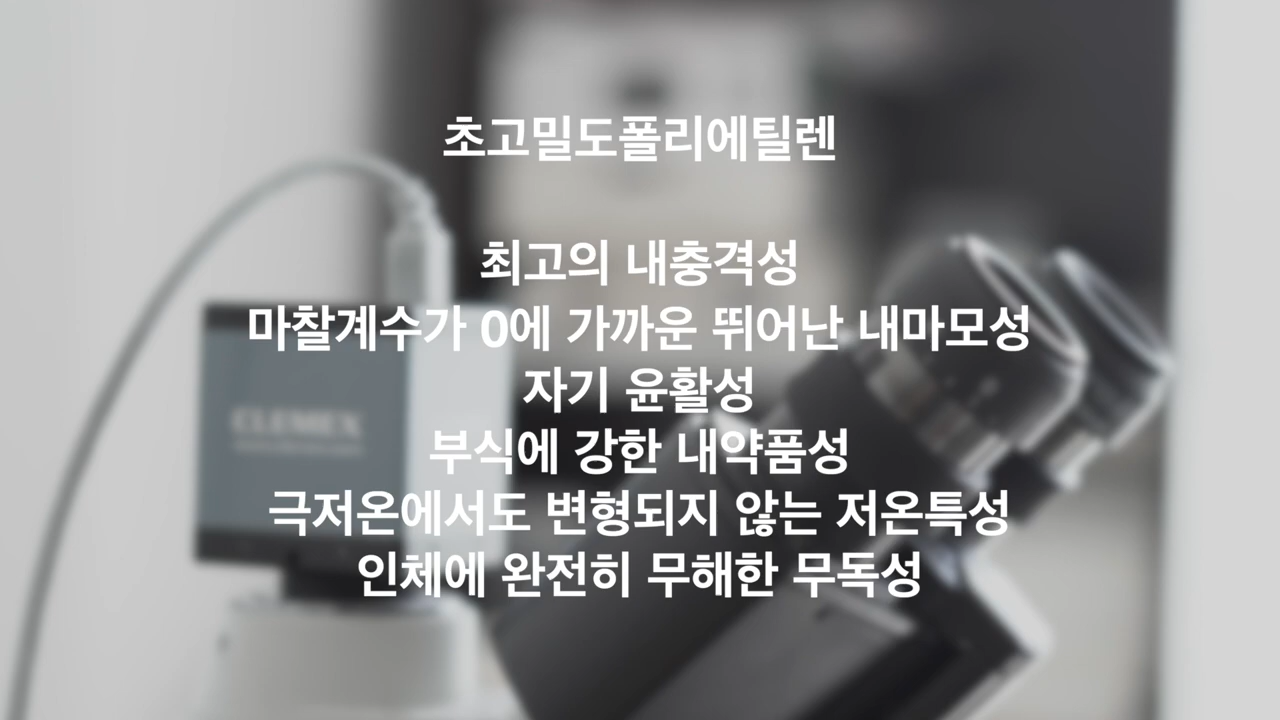 초고밀도폴리에틸렌
최고의 내충격성
마찰계수가 0에 가까운 뛰어난 내마모성
자기 윤활성
부식에 강한 내약품성
극저온에서도 변형되지 않는 저온특성
인체에 완전히 무해한 무독성
CLEMEX